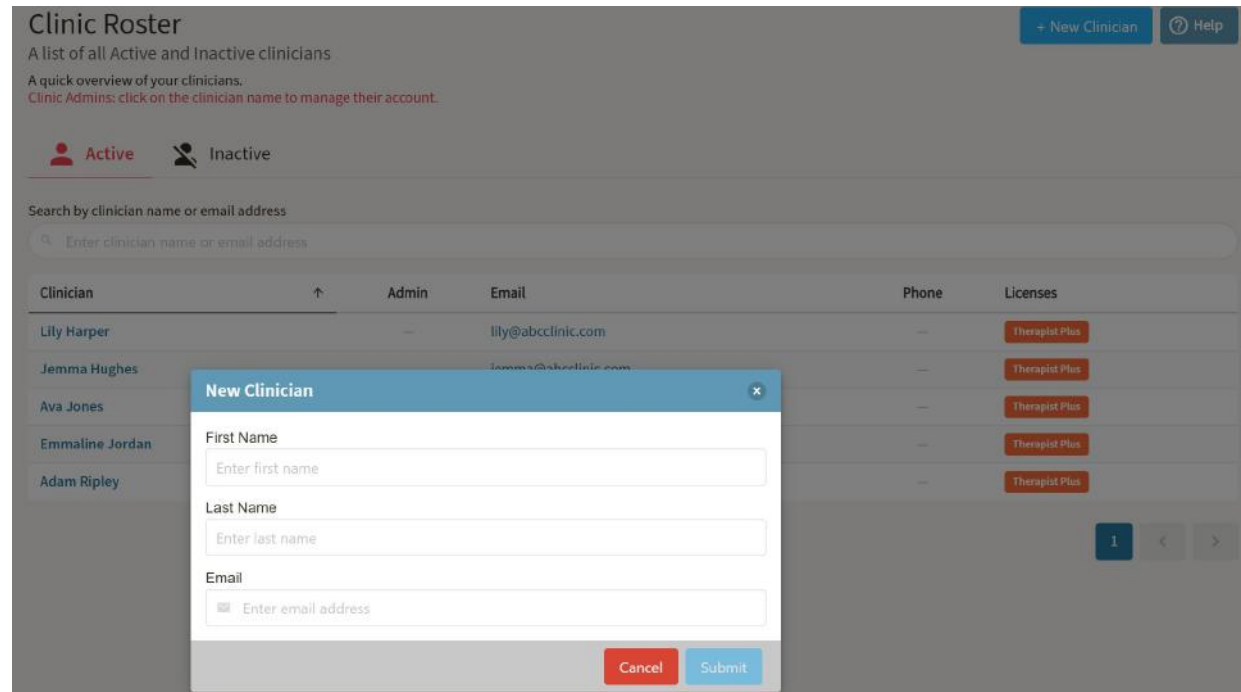 Clinic Roster
+ New Clinician
Help
A list of all Active and Inactive clinicians
A quick overview of your clinicians.
Clinic Admins: click on the clinician name to manage their account.
Active
Inactive
Search by clinician name or email address
Enter clinician name or email address
Clinician ↑ Admin Email Phone Licenses
Lily Harper — lily@abcclinic.com — Therapist Plus
Jemma Hughes jemma@abcclinic.com — Therapist Plus
Ava Jones — Therapist Plus
Emmaline Jordan — Therapist Plus
Adam Ripley — Therapist Plus
1 < >
New Clinician
First Name
Enter first name
Last Name
Enter last name
Email
Enter email address
Cancel Submit